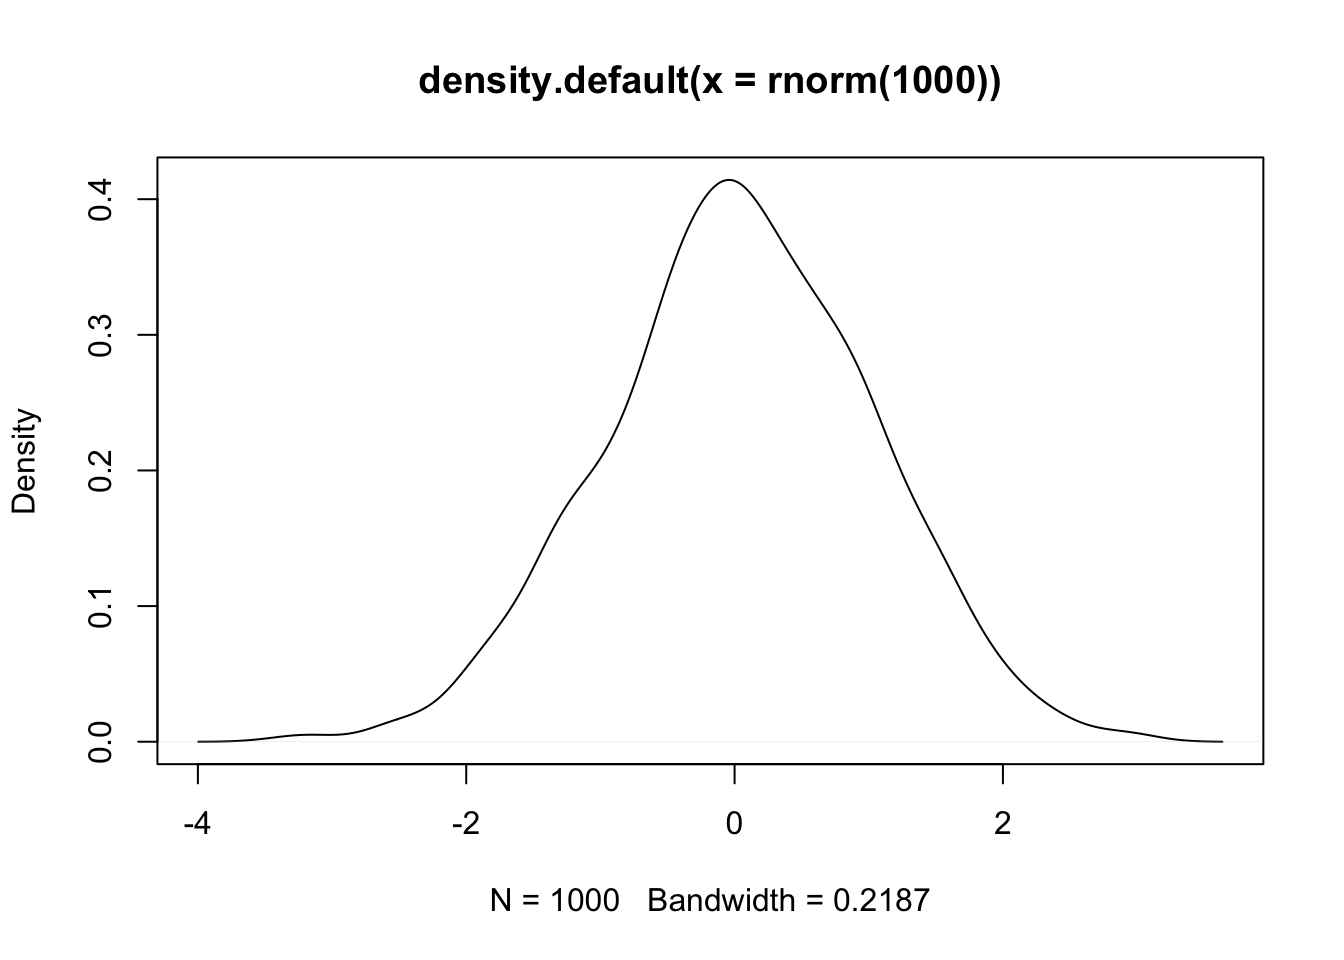 density.default(x = rnorm(1000))
Density
0.4
0.3
0.2
0.1
0.0
-4 -2 0 2
N = 1000 Bandwidth = 0.2187